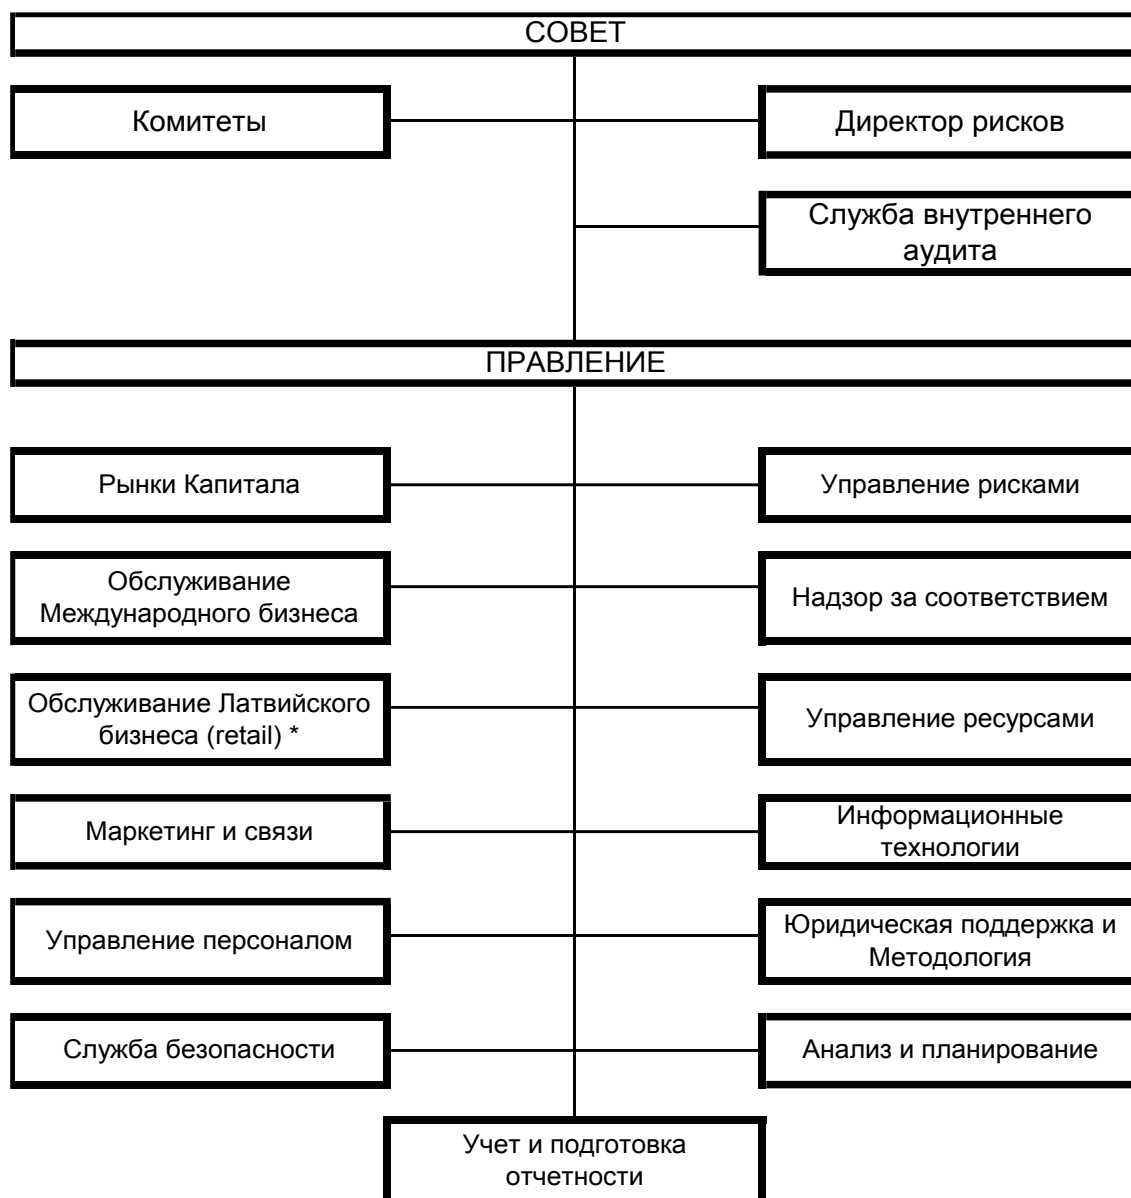 СОВЕТ
Комитеты
Директор рисков
Служба внутреннего
аудита
ПРАВЛЕНИЕ
Рынки Капитала
Управление рисками
Обслуживание
Международного бизнеса
Надзор за соответствием
Обслуживание Латвийского
бизнеса (retail) *
Управление ресурсами
Маркетинг и связи
Информационные
технологии
Управление персоналом
Юридическая поддержка и
Методология
Служба безопасности
Анализ и планирование
Учет и подготовка
отчетности